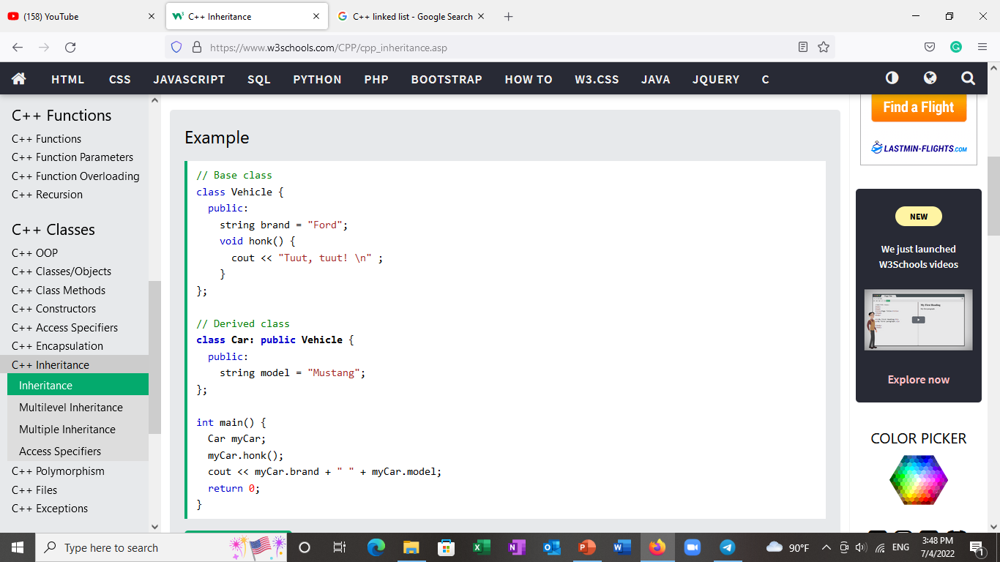 (158) YouTube
C++ Inheritance
C++ linked list - Google Search
https://www.w3schools.com/CPP/cpp_inheritance.asp
HTML CSS JAVASCRIPT SQL PYTHON PHP BOOTSTRAP HOW TO W3.CSS JAVA JQUERY C
C++ Functions
C++ Functions
C++ Function Parameters
C++ Function Overloading
C++ Recursion
C++ Classes
C++ OOP
C++ Classes/Objects
C++ Class Methods
C++ Constructors
C++ Access Specifiers
C++ Encapsulation
C++ Inheritance
Inheritance
Multilevel Inheritance
Multiple Inheritance
Access Specifiers
C++ Polymorphism
C++ Files
C++ Exceptions
Example
// Base class
class Vehicle {
  public:
    string brand = "Ford";
    void honk() {
      cout << "Tuut, tuut! \n" ;
    }
};
// Derived class
class Car: public Vehicle {
  public:
    string model = "Mustang";
};
int main() {
  Car myCar;
  myCar.honk();
  cout << myCar.brand + " " + myCar.model;
  return 0;
}
Find a Flight
LASTMIN-FLIGHTS.COM
NEW
We just launched
W3Schools videos
Explore now
COLOR PICKER
Type here to search
90°F
ENG
3:48 PM
7/4/2022
1